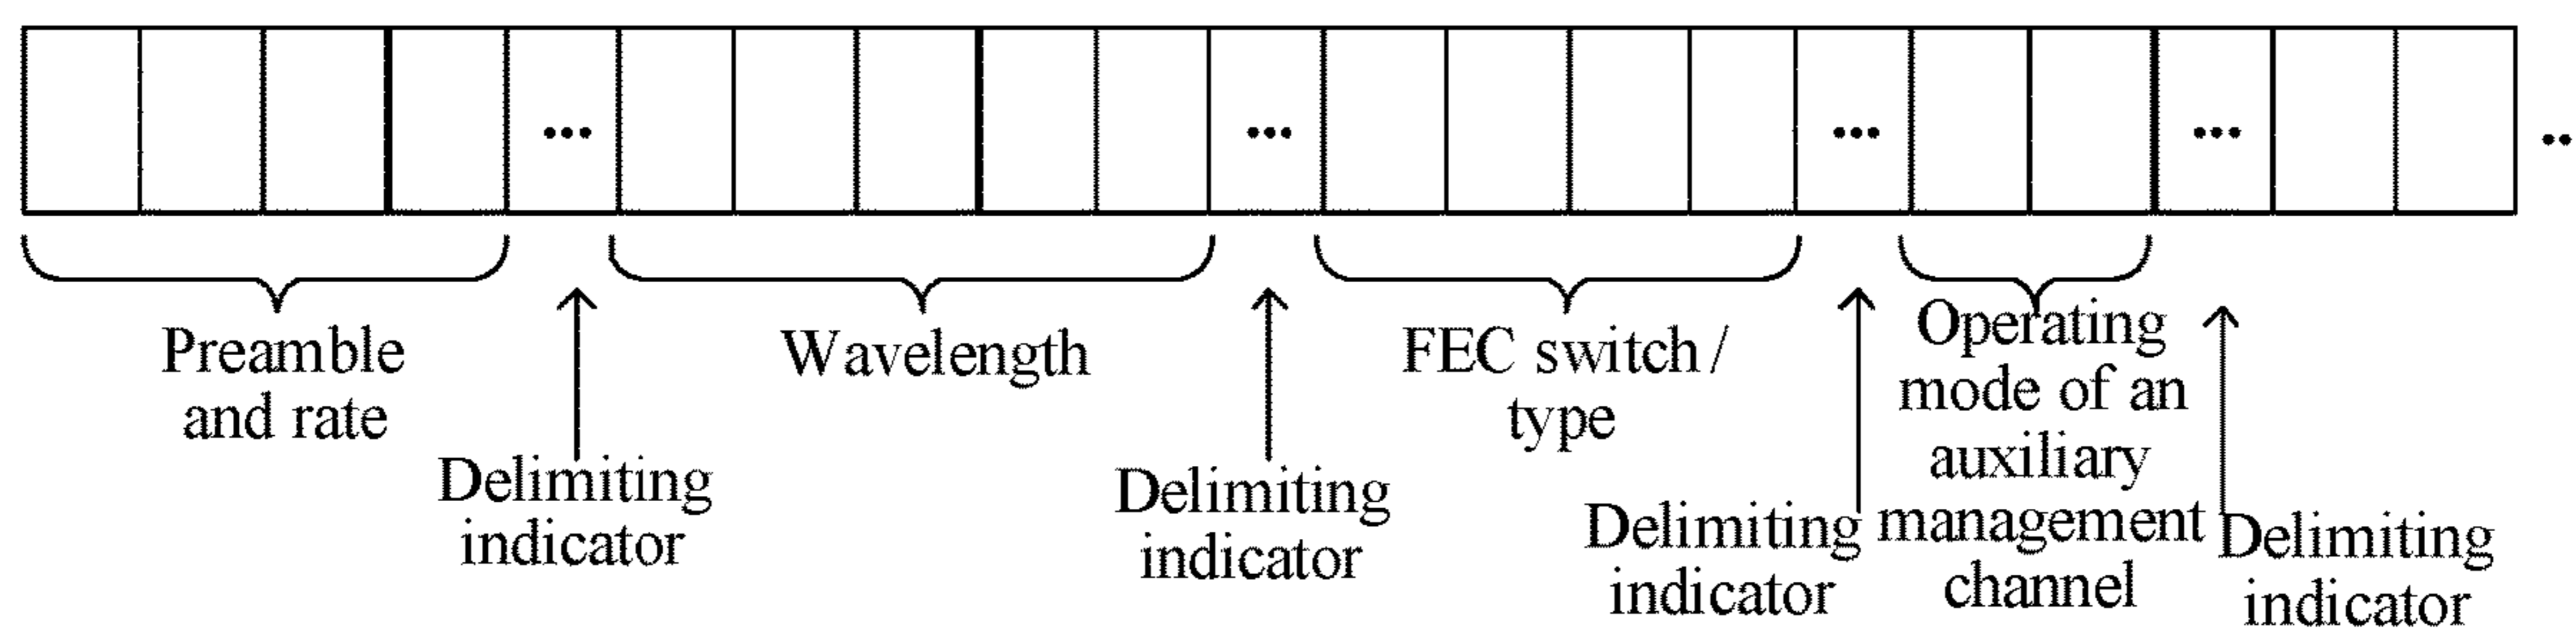 ... ... ... ... ..
Preamble
and rate
Delimiting
indicator
Wavelength
Delimiting
indicator
FEC switch /
type
Delimiting
indicator
Operating
mode of an
auxiliary
management
channel
Delimiting
indicator